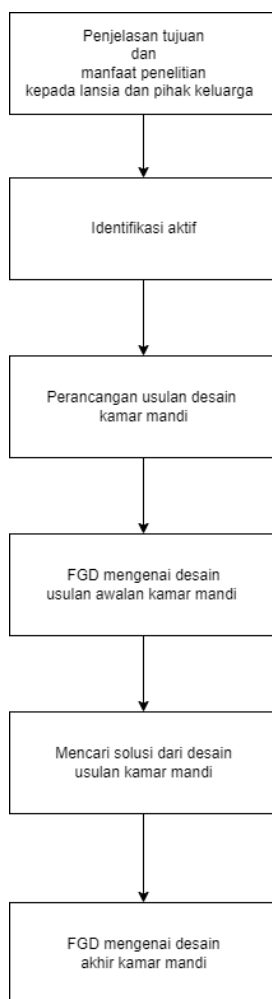 Penjelasan tujuan
dan
manfaat penelitian
kepada lansia dan pihak keluarga
Identifikasi aktif
Perancangan usulan desain
kamar mandi
FGD mengenai desain
usulan awalan kamar mandi
Mencari solusi dari desain
usulan kamar mandi
FGD mengenai desain
akhir kamar mandi